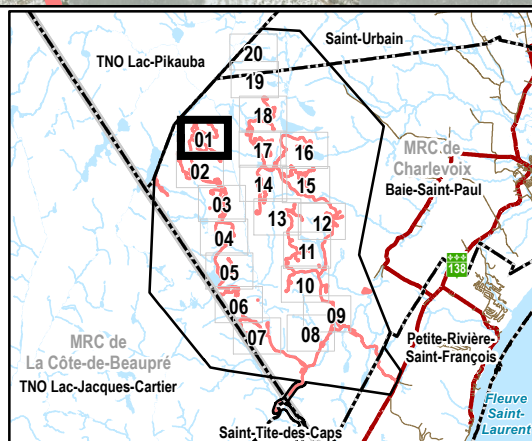 20
Saint-Urbain
TNO Lac-Pikauba
19
18
01
17
16
MRC de
Charlevoix
02
14
15
Baie-Saint-Paul
03
13
12
04
11
05
10
138
06
09
07
08
MRC de
La Côte-de-Beaupré
TNO Lac-Jacques-Cartier
Petite-Rivière-
Saint-François
Fleuve
Saint-
Laurent
Saint-Tite-des-Caps